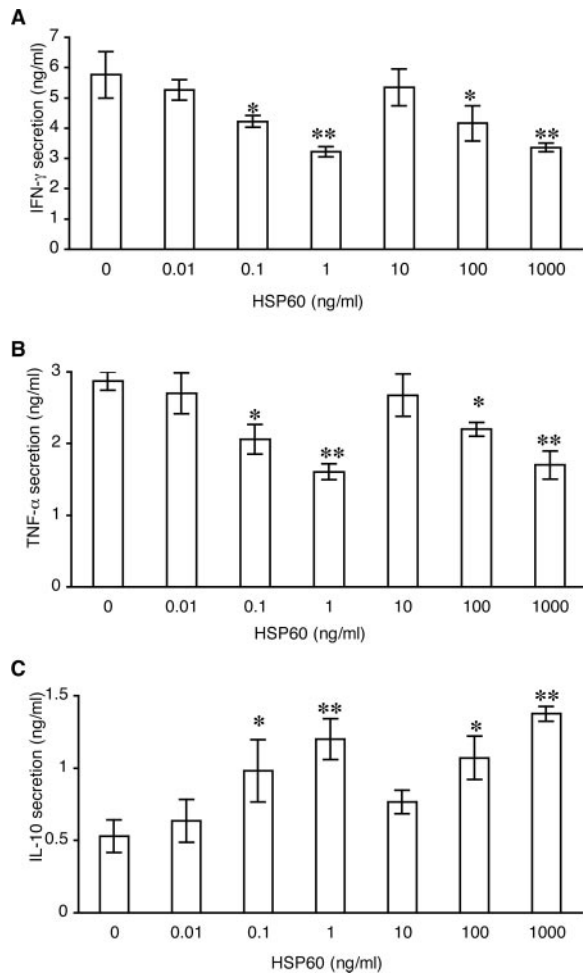 A
IFN-γ secretion (ng/ml)
7
6
5
4
3
2
1
0
*
**
*
**
0 0.01 0.1 1 10 100 1000
HSP60 (ng/ml)
B
TNF-α secretion (ng/ml)
3
2
1
0
*
**
*
**
0 0.01 0.1 1 10 100 1000
HSP60 (ng/ml)
C
IL-10 secretion (ng/ml)
1.5
1
0.5
0
*
**
*
**
0 0.01 0.1 1 10 100 1000
HSP60 (ng/ml)